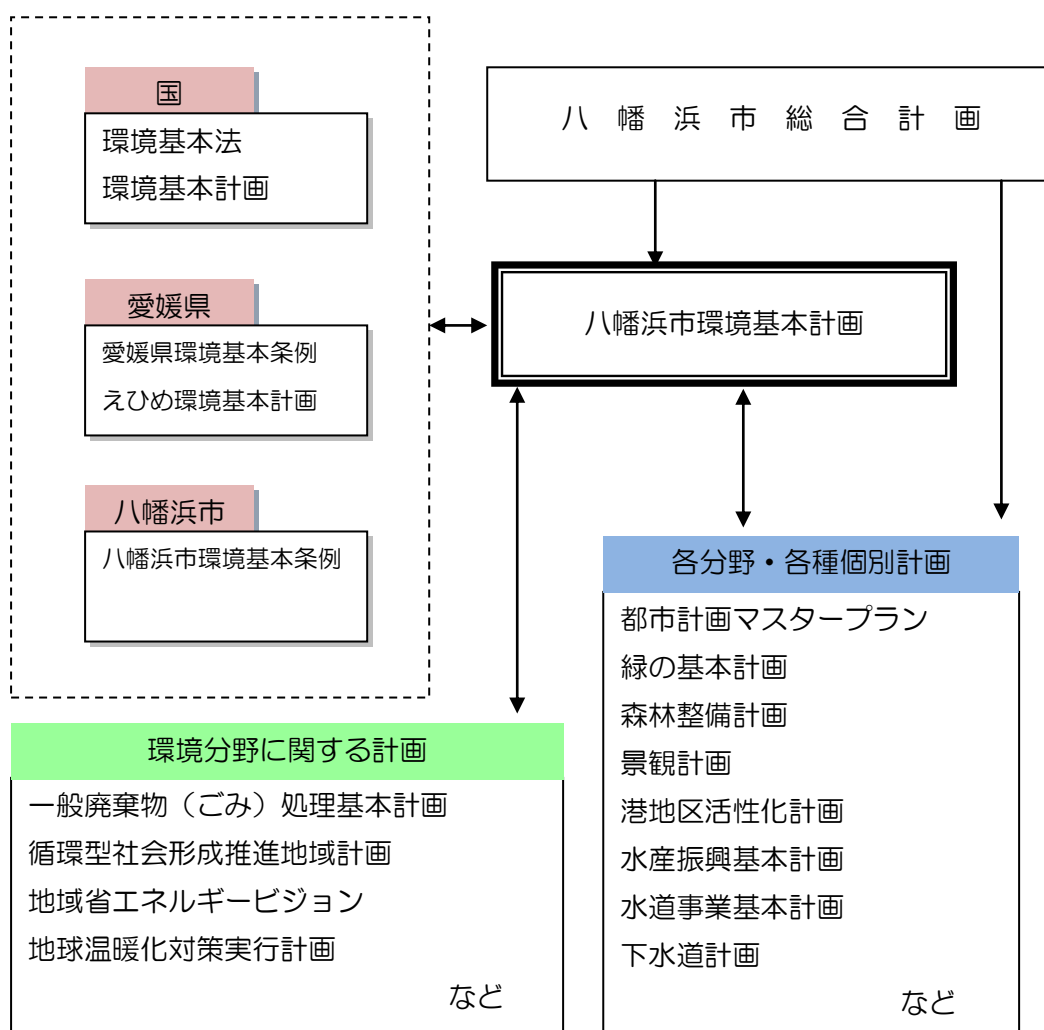 国
環境基本法
環境基本計画
愛媛県
愛媛県環境基本条例
えひめ環境基本計画
八幡浜市
八幡浜市環境基本条例
八幡浜市総合計画
八幡浜市環境基本計画
環境分野に関する計画
一般廃棄物（ごみ）処理基本計画
循環型社会形成推進地域計画
地域省エネルギービジョン
地球温暖化対策実行計画
など
各分野・各種個別計画
都市計画マスタープラン
緑の基本計画
森林整備計画
景観計画
港地区活性化計画
水産振興基本計画
水道事業基本計画
下水道計画
など